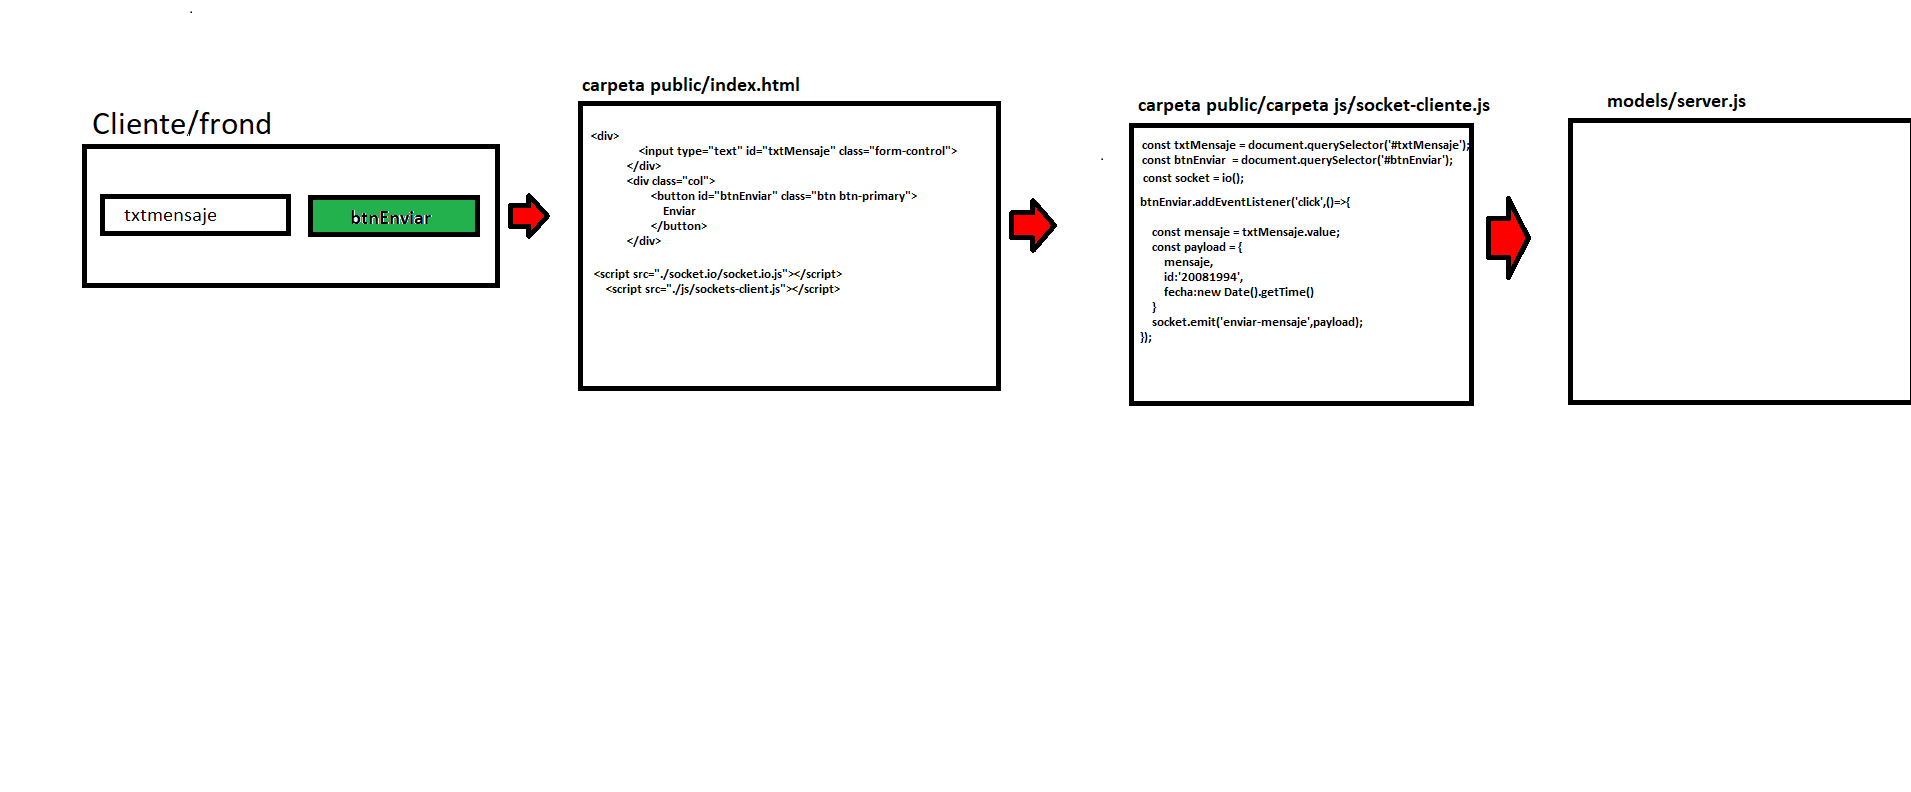 Cliente/frond
txtmensaje
btnEnviar
carpeta public/index.html
<div>
<input type="text" id="txtMensaje" class="form-control">
</div>
<div class="col">
<button id="btnEnviar" class="btn btn-primary">
Enviar
</button>
</div>
<script src="./socket.io/socket.io.js"></script>
<script src="./js/sockets-client.js"></script>
carpeta public/carpeta js/socket-cliente.js
const txtMensaje = document.querySelector('#txtMensaje');
const btnEnviar = document.querySelector('#btnEnviar');
const socket = io();
btnEnviar.addEventListener('click',()=>{
const mensaje = txtMensaje.value;
const payload = {
mensaje,
id:'20081994',
fecha:new Date().getTime()
}
socket.emit('enviar-mensaje',payload);
});
models/server.js